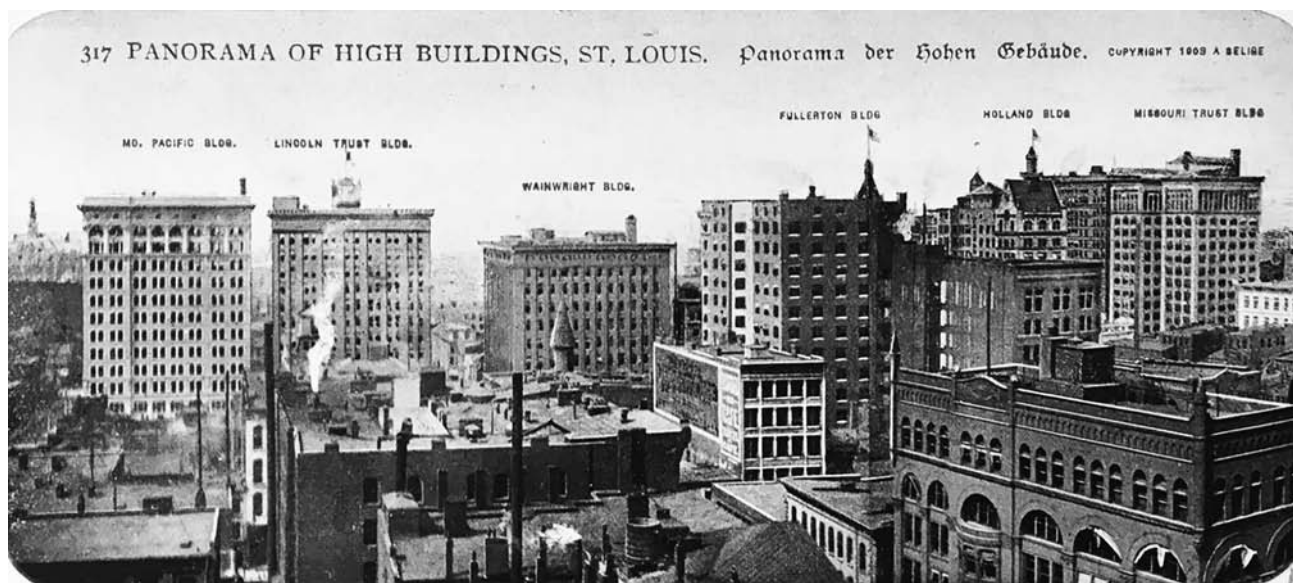 317 PANORAMA OF HIGH BUILDINGS, ST. LOUIS. Panorama der Hohen Gebäude. COPYRIGHT 1903 A SELIGE
FULLERTON BLDG HOLLAND BLDG MISSOURI TRUST BLDG
MO. PACIFIC BLDG. LINCOLN TRUST BLDG.
WAINWRIGHT BLDG.